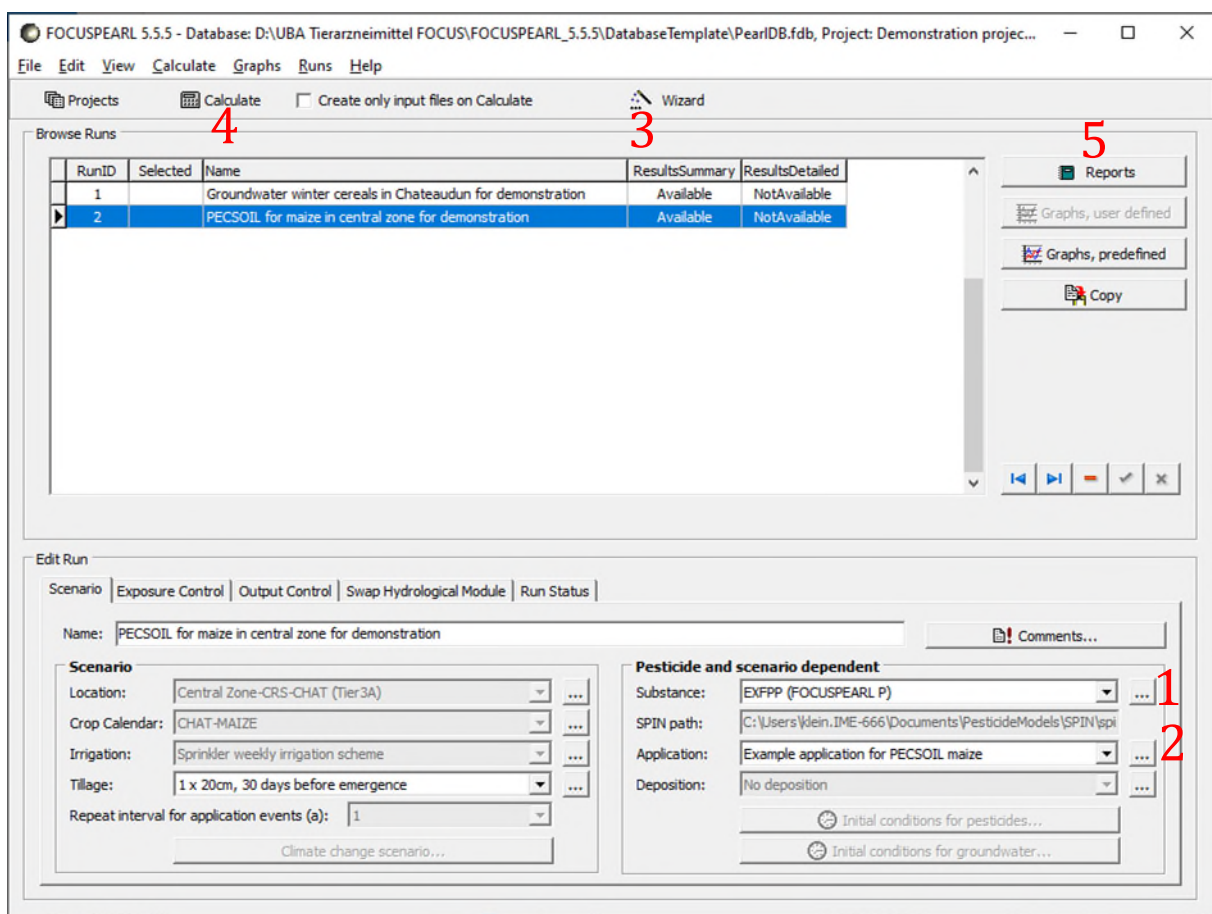 FOCUSPEARL 5.5.5 - Database: D:\UBA Tierarzneimittel FOCUS\FOCUSPEARL_5.5.5\DatabaseTemplate\PearlDB.fdb, Project: Demonstration projec...
File Edit View Calculate Graphs Runs Help
Projects Calculate Create only input files on Calculate Wizard
4 3
Browse Runs
5
RunID Selected Name ResultsSummary ResultsDetailed
Reports
1 Groundwater winter cereals in Chateaudun for demonstration Available NotAvailable
2 PECSOIL for maize in central zone for demonstration Available NotAvailable
Graphs, user defined
Graphs, predefined
Copy
Edit Run
Scenario Exposure Control Output Control Swap Hydrological Module Run Status
Name: PECSOIL for maize in central zone for demonstration Comments...
Scenario
Location: Central Zone-CRS-CHAT (Tier3A) ...
Crop Calendar: CHAT-MAIZE ...
Irrigation: Sprinkler weekly irrigation scheme ...
Tillage: 1 x 20cm, 30 days before emergence ...
Repeat interval for application events (a): 1
Climate change scenario...
Pesticide and scenario dependent
Substance: EXFPP (FOCUSPEARL P) ... 1
SPIN path: C:\Users\klein.IME-666\Documents\PesticideModels\SPIN\spi
2
Application: Example application for PECSOIL maize ...
Deposition: No deposition ...
Initial conditions for pesticides...
Initial conditions for groundwater...